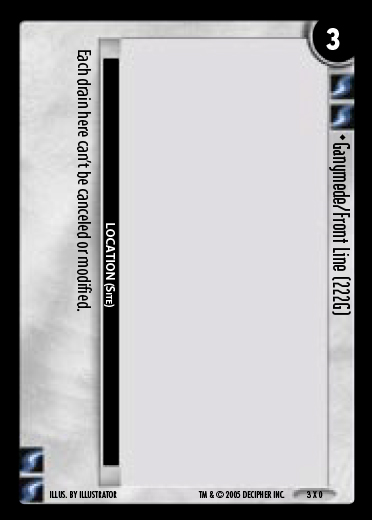 3
• Ganymede/Front Line (222G)
LOCATION (SITE)
Each drain here can't be canceled or modified.
ILLUS. BY ILLUSTRATOR
TM & © 2005 DECIPHER INC.
3 X 0